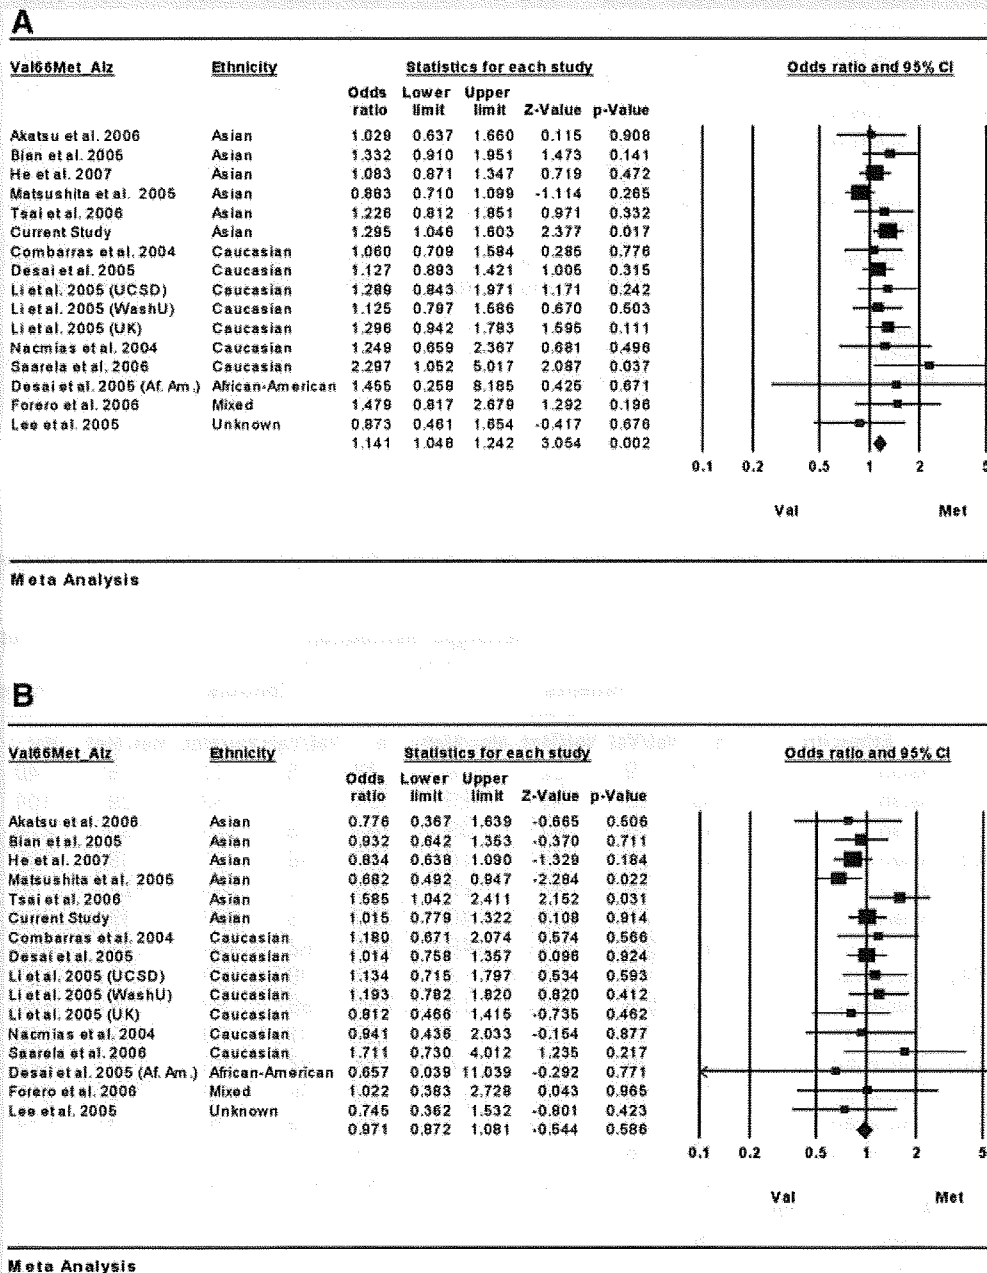 A
Val66Met_Alz Ethnicity Statistics for each study Odds ratio and 95% CI
Odds Lower Upper
ratio limit limit Z-Value p-Value
Akatsu et al. 2006 Asian 1.029 0.637 1.660 0.115 0.908
Bian et al. 2005 Asian 1.332 0.910 1.951 1.473 0.141
He et al. 2007 Asian 1.083 0.871 1.347 0.719 0.472
Matsushita et al. 2005 Asian 0.883 0.710 1.099 -1.114 0.265
Tsai et al. 2006 Asian 1.226 0.812 1.851 0.971 0.332
Current Study Asian 1.295 1.046 1.603 2.377 0.017
Combarras et al. 2004 Caucasian 1.060 0.709 1.584 0.285 0.776
Desai et al. 2005 Caucasian 1.127 0.893 1.421 1.005 0.315
Li et al. 2005 (UCSD) Caucasian 1.289 0.843 1.971 1.171 0.242
Li et al. 2005 (WashU) Caucasian 1.125 0.797 1.586 0.670 0.503
Li et al. 2005 (UK) Caucasian 1.296 0.942 1.783 1.595 0.111
Nacmias et al. 2004 Caucasian 1.249 0.659 2.367 0.681 0.496
Saarela et al. 2006 Caucasian 2.297 1.052 5.017 2.087 0.037
Desai et al. 2005 (Af. Am.) African-American 1.455 0.259 8.185 0.425 0.671
Forero et al. 2006 Mixed 1.479 0.817 2.679 1.292 0.196
Lee et al. 2005 Unknown 0.873 0.461 1.654 -0.417 0.676
1.141 1.048 1.242 3.054 0.002
0.1 0.2 0.5 1 2 5
Val Met
Meta Analysis
B
Val66Met_Alz Ethnicity Statistics for each study Odds ratio and 95% CI
Odds Lower Upper
ratio limit limit Z-Value p-Value
Akatsu et al. 2006 Asian 0.776 0.367 1.639 -0.665 0.506
Bian et al. 2005 Asian 0.932 0.642 1.353 -0.370 0.711
He et al. 2007 Asian 0.834 0.638 1.090 -1.329 0.184
Matsushita et al. 2005 Asian 0.682 0.492 0.947 -2.284 0.022
Tsai et al. 2006 Asian 1.585 1.042 2.411 2.152 0.031
Current Study Asian 1.015 0.779 1.322 0.108 0.914
Combarras et al. 2004 Caucasian 1.180 0.671 2.074 0.574 0.566
Desai et al. 2005 Caucasian 1.014 0.758 1.357 0.096 0.924
Li et al. 2005 (UCSD) Caucasian 1.134 0.715 1.797 0.534 0.593
Li et al. 2005 (WashU) Caucasian 1.193 0.782 1.820 0.820 0.412
Li et al. 2005 (UK) Caucasian 0.812 0.466 1.415 -0.735 0.462
Nacmias et al. 2004 Caucasian 0.941 0.436 2.033 -0.154 0.877
Saarela et al. 2006 Caucasian 1.711 0.730 4.012 1.235 0.217
Desai et al. 2005 (Af. Am.) African-American 0.657 0.039 11.039 -0.292 0.771
Forero et al. 2006 Mixed 1.022 0.383 2.728 0.043 0.965
Lee et al. 2005 Unknown 0.745 0.362 1.532 -0.801 0.423
0.971 0.872 1.081 -0.544 0.586
0.1 0.2 0.5 1 2 5
Val Met
Meta Analysis